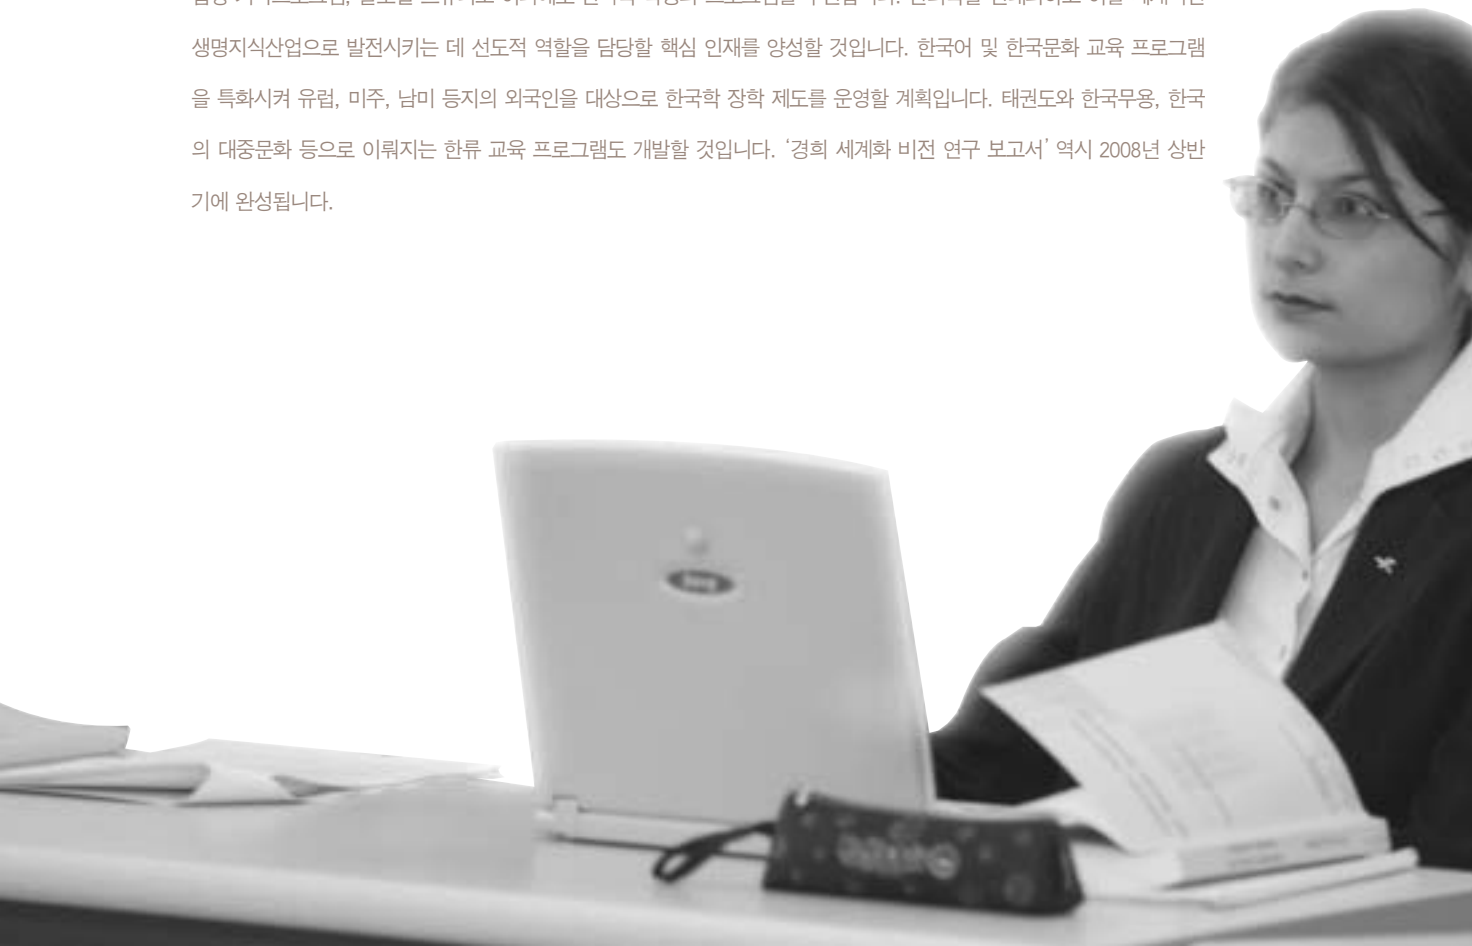 생명지식산업으로 발전시키는 데 선도적 역할을 담당할 핵심 인재를 양성할 것입니다. 한국어 및 한국문화 교육 프로그램
을 특화시켜 유럽, 미주, 남미 등지의 외국인을 대상으로 한국학 장학 제도를 운영할 계획입니다. 태권도와 한국무용, 한국
의 대중문화 등으로 이뤄지는 한류 교육 프로그램도 개발할 것입니다. ‘경희 세계화 비전 연구 보고서’ 역시 2008년 상반
기에 완성됩니다.